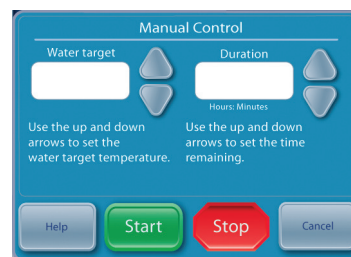 Manual Control
Water target
Duration
Hours: Minutes
Use the up and down
arrows to set the
water target temperature.
Use the up and down
arrows to set the time
remaining.
Help
Start
Stop
Cancel